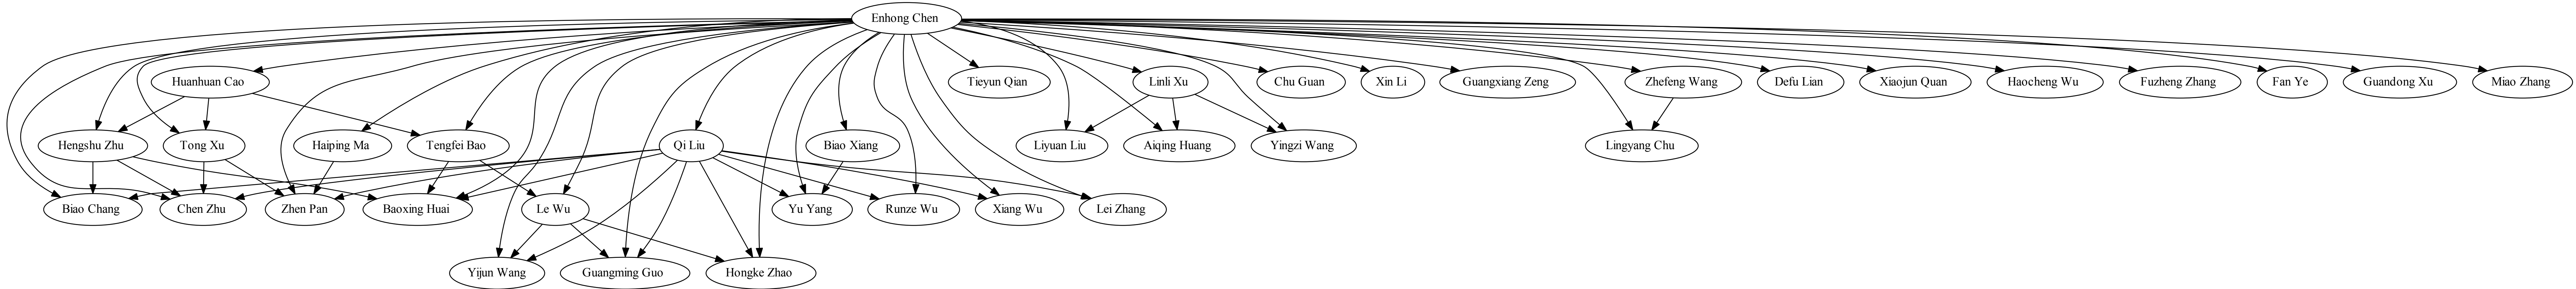 Enhong Chen
Huanhuan Cao
Tieyun Qian
Linli Xu
Chu Guan
Xin Li
Guangxiang Zeng
Zhefeng Wang
Defu Lian
Xiaojun Quan
Haocheng Wu
Fuzheng Zhang
Fan Ye
Guandong Xu
Miao Zhang
Hengshu Zhu
Tong Xu
Haiping Ma
Tengfei Bao
Qi Liu
Biao Xiang
Liyuan Liu
Aiqing Huang
Yingzi Wang
Lingyang Chu
Biao Chang
Chen Zhu
Zhen Pan
Baoxing Huai
Le Wu
Yu Yang
Runze Wu
Xiang Wu
Lei Zhang
Yijun Wang
Guangming Guo
Hongke Zhao